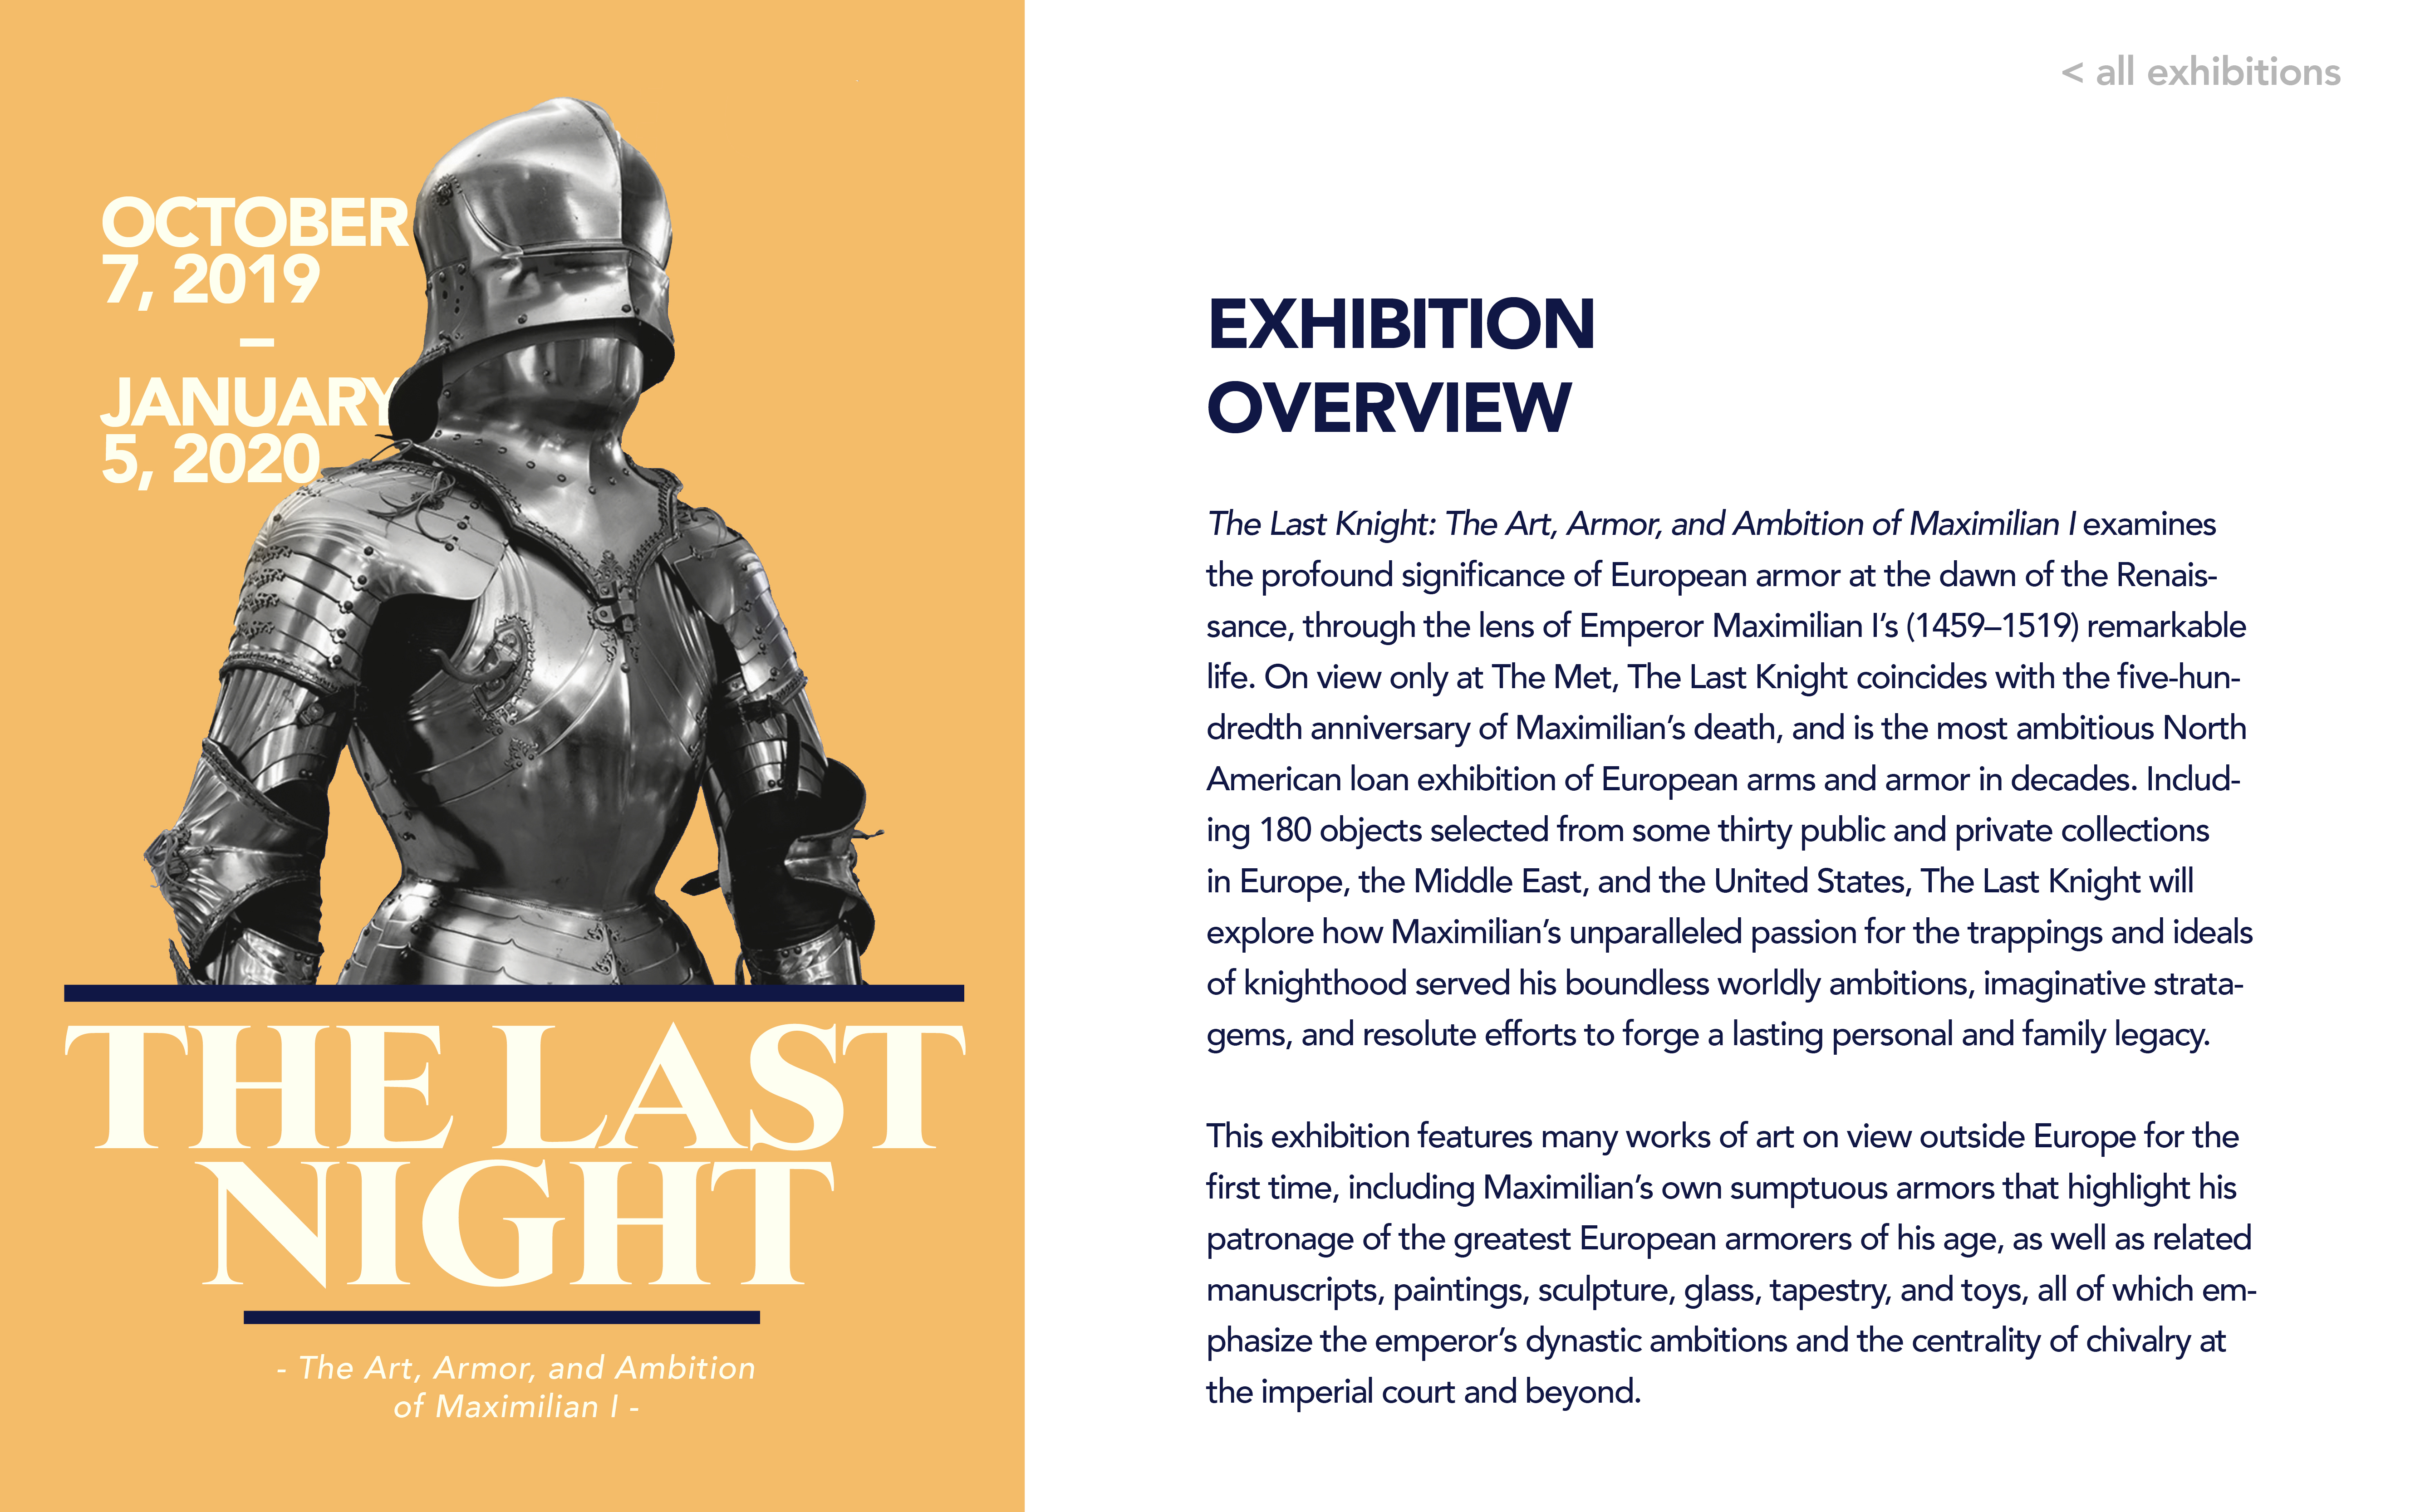 OCTOBER
7, 2019
–
JANUARY
5, 2020
THE LAST
NIGHT
- The Art, Armor, and Ambition
of Maximilian I -
< all exhibitions
EXHIBITION
OVERVIEW
The Last Knight: The Art, Armor, and Ambition of Maximilian I examines
the profound significance of European armor at the dawn of the Renais-
sance, through the lens of Emperor Maximilian I’s (1459–1519) remarkable
life. On view only at The Met, The Last Knight coincides with the five-hun-
dredth anniversary of Maximilian’s death, and is the most ambitious North
American loan exhibition of European arms and armor in decades. Includ-
ing 180 objects selected from some thirty public and private collections
in Europe, the Middle East, and the United States, The Last Knight will
explore how Maximilian’s unparalleled passion for the trappings and ideals
of knighthood served his boundless worldly ambitions, imaginative strata-
gems, and resolute efforts to forge a lasting personal and family legacy.
This exhibition features many works of art on view outside Europe for the
first time, including Maximilian’s own sumptuous armors that highlight his
patronage of the greatest European armorers of his age, as well as related
manuscripts, paintings, sculpture, glass, tapestry, and toys, all of which em-
phasize the emperor’s dynastic ambitions and the centrality of chivalry at
the imperial court and beyond.